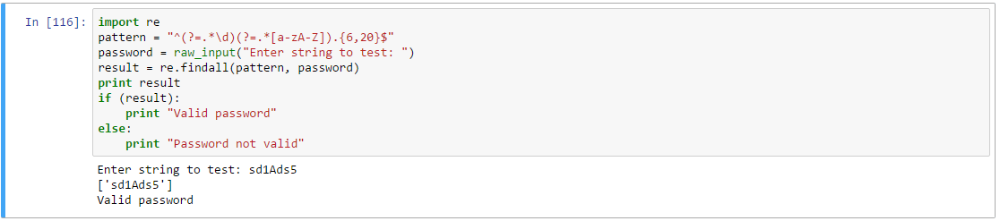 In [116]: import re
pattern = "^(?=.*\d)(?=.*[a-zA-Z]).{6,20}$"
password = raw_input("Enter string to test: ")
result = re.findall(pattern, password)
print result
if (result):
    print "Valid password"
else:
    print "Password not valid"
Enter string to test: sd1Ads5
['sd1Ads5']
Valid password